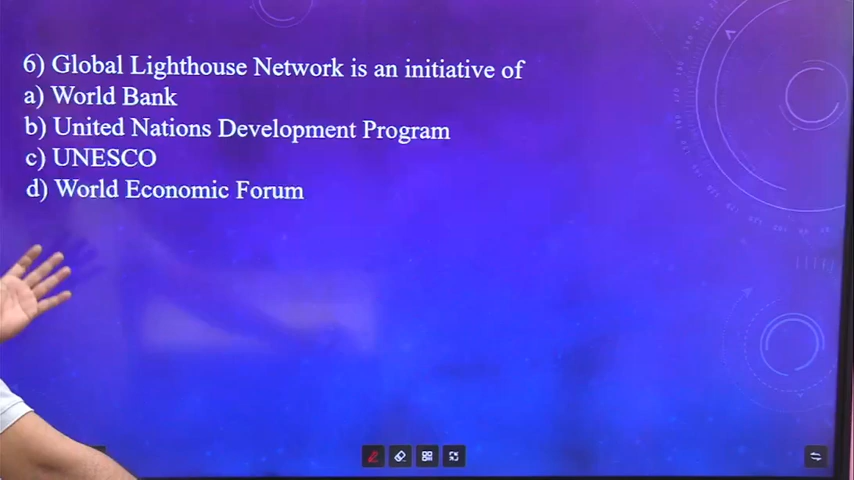 6) Global Lighthouse Network is an initiative of
a) World Bank
b) United Nations Development Program
c) UNESCO
d) World Economic Forum